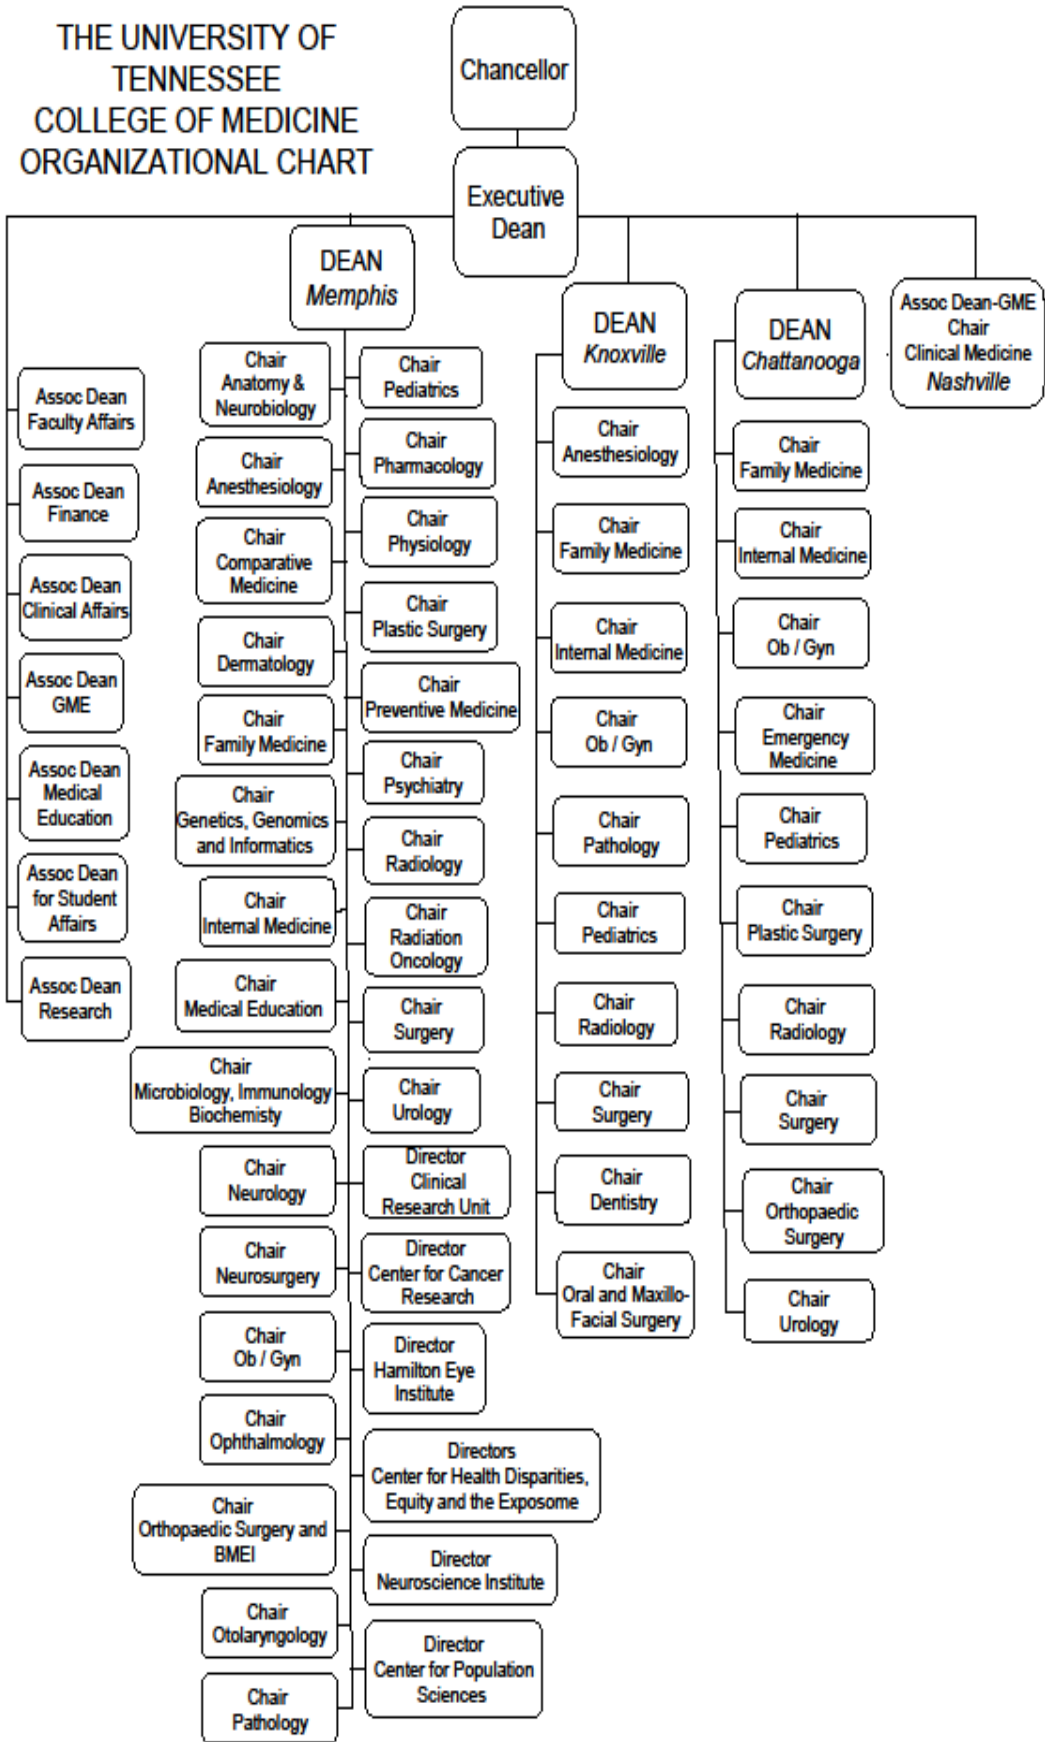 THE UNIVERSITY OF
TENNESSEE
COLLEGE OF MEDICINE
ORGANIZATIONAL CHART
Chancellor
Executive
Dean
DEAN
Memphis
DEAN
Knoxville
DEAN
Chattanooga
Assoc Dean-GME
Chair
Clinical Medicine
Nashville
Assoc Dean
Faculty Affairs
Assoc Dean
Finance
Assoc Dean
Clinical Affairs
Assoc Dean
GME
Assoc Dean
Medical
Education
Assoc Dean
for Student
Affairs
Assoc Dean
Research
Chair
Anatomy &
Neurobiology
Chair
Anesthesiology
Chair
Comparative
Medicine
Chair
Dermatology
Chair
Family Medicine
Chair
Genetics, Genomics
and Informatics
Chair
Internal Medicine
Chair
Medical Education
Chair
Microbiology, Immunology
Biochemisty
Chair
Neurology
Chair
Neurosurgery
Chair
Ob / Gyn
Chair
Ophthalmology
Chair
Orthopaedic Surgery and
BMEI
Chair
Otolaryngology
Chair
Pathology
Chair
Pediatrics
Chair
Pharmacology
Chair
Physiology
Chair
Plastic Surgery
Chair
Preventive Medicine
Chair
Psychiatry
Chair
Radiology
Chair
Radiation
Oncology
Chair
Surgery
Chair
Urology
Director
Clinical
Research Unit
Director
Center for Cancer
Research
Director
Hamilton Eye
Institute
Directors
Center for Health Disparities,
Equity and the Exposome
Director
Neuroscience Institute
Director
Center for Population
Sciences
Chair
Anesthesiology
Chair
Family Medicine
Chair
Internal Medicine
Chair
Ob / Gyn
Chair
Pathology
Chair
Pediatrics
Chair
Radiology
Chair
Surgery
Chair
Dentistry
Chair
Oral and Maxillo-
Facial Surgery
Chair
Family Medicine
Chair
Internal Medicine
Chair
Ob / Gyn
Chair
Emergency
Medicine
Chair
Pediatrics
Chair
Plastic Surgery
Chair
Radiology
Chair
Surgery
Chair
Orthopaedic
Surgery
Chair
Urology